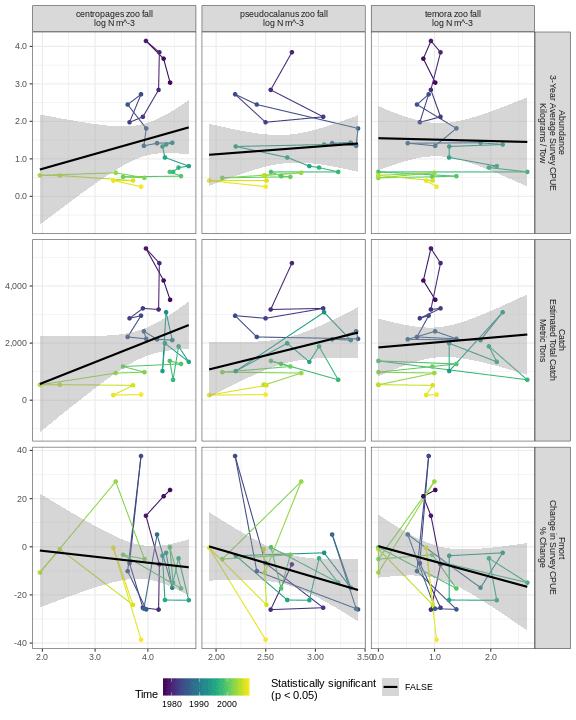 centropages zoo fall
log N m^-3
pseudocalanus zoo fall
log N m^-3
temora zoo fall
log N m^-3
4.0
3.0
2.0
1.0
0.0
Abundance
3-Year Average Survey CPUE
Kilograms / Tow
4,000
2,000
0
Catch
Estimated Total Catch
Metric Tons
40
20
0
-20
-40
Fmort
Change in Survey CPUE
% Change
2.0 3.0 4.0 2.00 2.50 3.00 3.50 0.0 1.0 2.0
Time
1980 1990 2000
Statistically significant
(p < 0.05)
FALSE